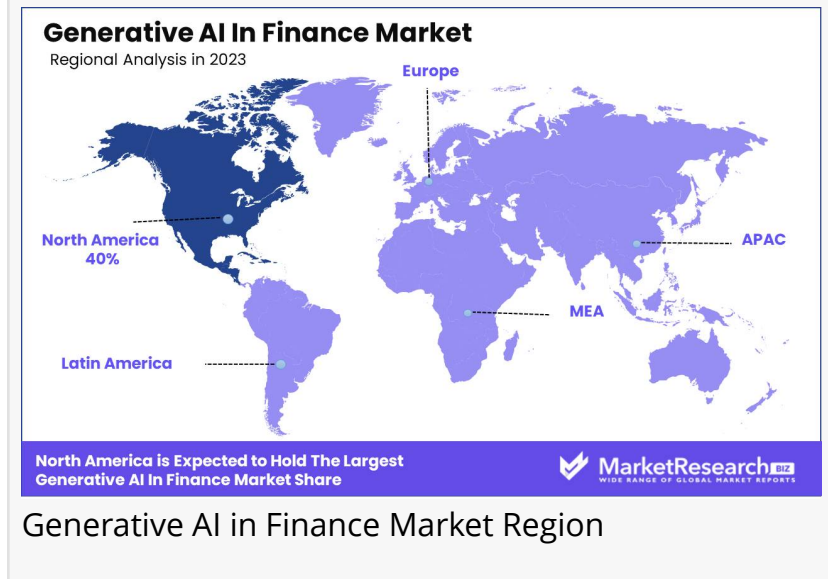 Generative AI In Finance Market
Regional Analysis in 2023
Europe
North America
40%
APAC
MEA
Latin America
North America is Expected to Hold The Largest
Generative AI In Finance Market Share
MarketResearch BIZ
WIDE RANGE OF GLOBAL MARKET REPORTS
Generative AI in Finance Market Region